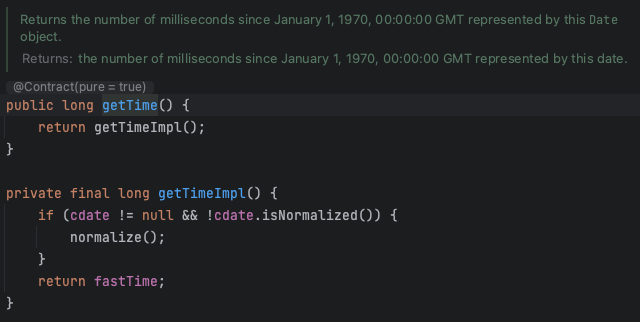 Returns the number of milliseconds since January 1, 1970, 00:00:00 GMT represented by this Date
object.
Returns: the number of milliseconds since January 1, 1970, 00:00:00 GMT represented by this date.
@Contract(pure = true)
public long getTime() {
    return getTimeImpl();
}

private final long getTimeImpl() {
    if (cdate != null && !cdate.isNormalized()) {
        normalize();
    }
    return fastTime;
}